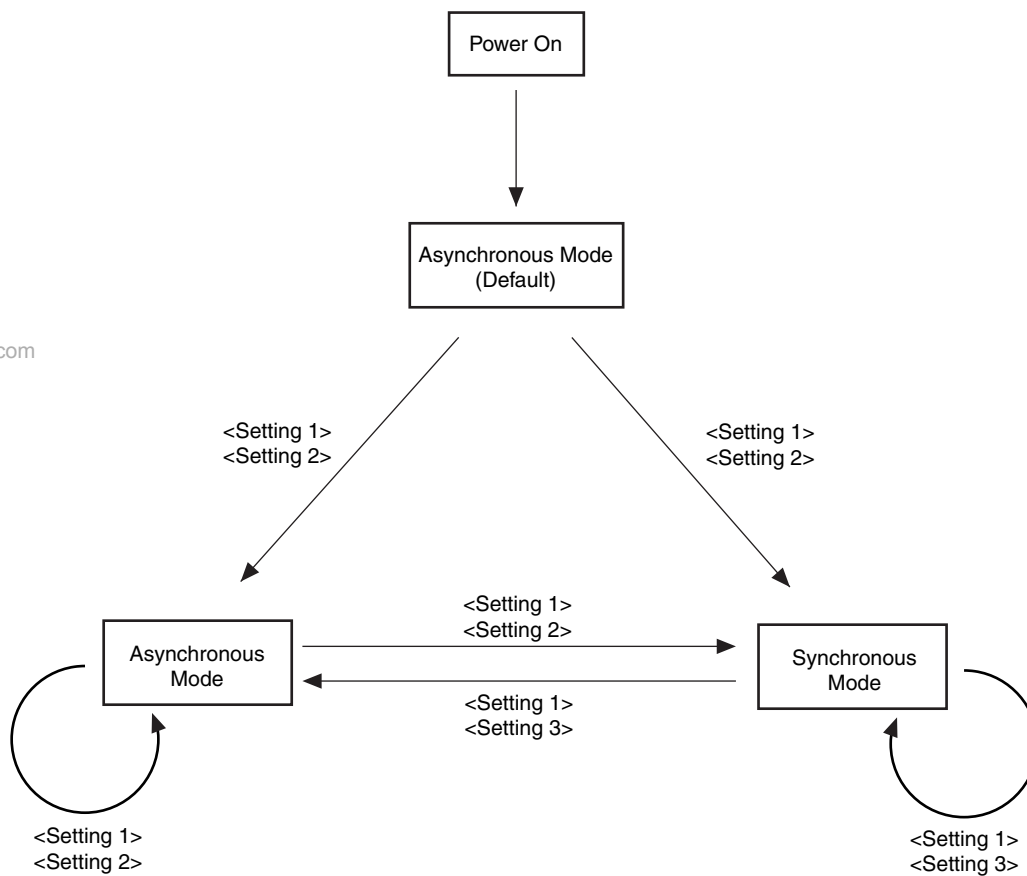 Power On
Asynchronous Mode
(Default)
com
<Setting 1>
<Setting 2>
<Setting 1>
<Setting 2>
<Setting 1>
<Setting 2>
Asynchronous
Mode
Synchronous
Mode
<Setting 1>
<Setting 3>
<Setting 1>
<Setting 2>
<Setting 1>
<Setting 3>